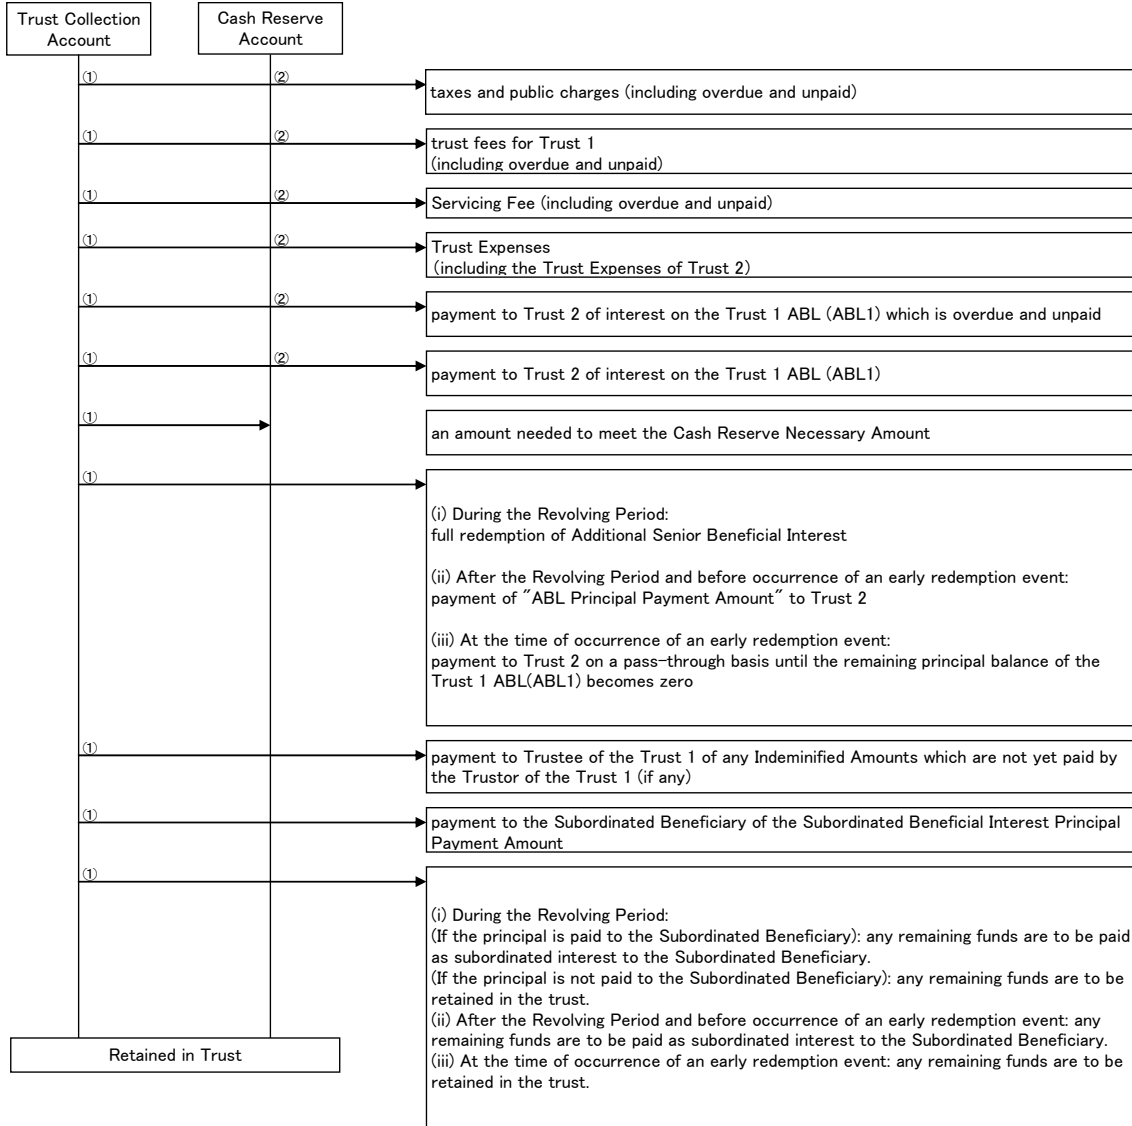 Trust Collection
Account
Cash Reserve
Account
① ②
taxes and public charges (including overdue and unpaid)
① ②
trust fees for Trust 1
(including overdue and unpaid)
① ②
Servicing Fee (including overdue and unpaid)
① ②
Trust Expenses
(including the Trust Expenses of Trust 2)
① ②
payment to Trust 2 of interest on the Trust 1 ABL (ABL1) which is overdue and unpaid
① ②
payment to Trust 2 of interest on the Trust 1 ABL (ABL1)
①
an amount needed to meet the Cash Reserve Necessary Amount
①
(i) During the Revolving Period:
full redemption of Additional Senior Beneficial Interest
(ii) After the Revolving Period and before occurrence of an early redemption event:
payment of "ABL Principal Payment Amount" to Trust 2
(iii) At the time of occurrence of an early redemption event:
payment to Trust 2 on a pass-through basis until the remaining principal balance of the
Trust 1 ABL(ABL1) becomes zero
①
payment to Trustee of the Trust 1 of any Indeminified Amounts which are not yet paid by
the Trustor of the Trust 1 (if any)
①
payment to the Subordinated Beneficiary of the Subordinated Beneficial Interest Principal
Payment Amount
①
(i) During the Revolving Period:
(If the principal is paid to the Subordinated Beneficiary): any remaining funds are to be paid
as subordinated interest to the Subordinated Beneficiary.
(If the principal is not paid to the Subordinated Beneficiary): any remaining funds are to be
retained in the trust.
(ii) After the Revolving Period and before occurrence of an early redemption event: any
remaining funds are to be paid as subordinated interest to the Subordinated Beneficiary.
(iii) At the time of occurrence of an early redemption event: any remaining funds are to be
retained in the trust.
Retained in Trust